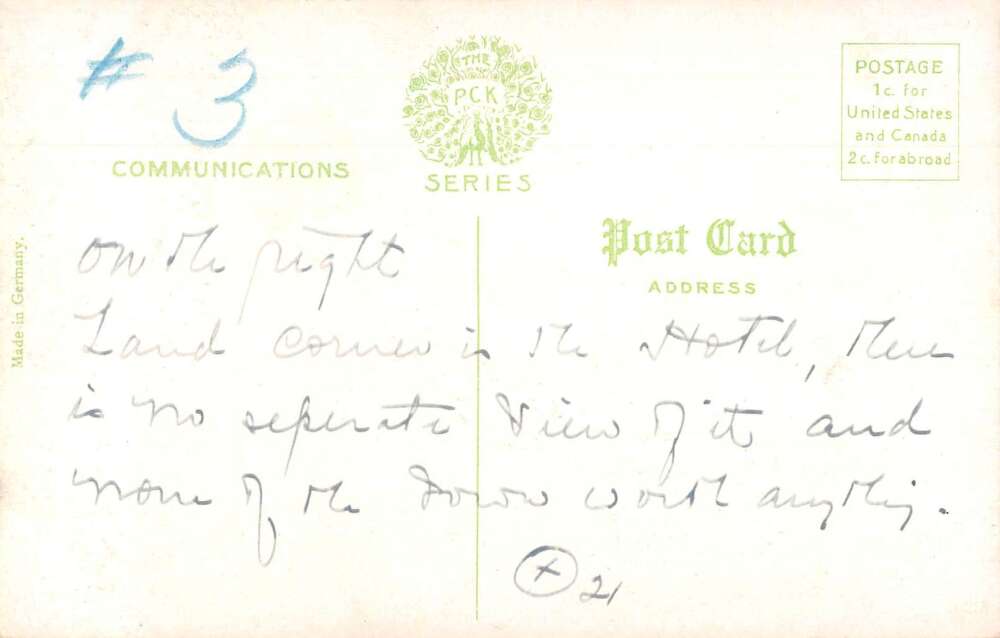 # 3
THE
PCK
SERIES
COMMUNICATIONS
POSTAGE
1c. for
United States
and Canada
2c. for abroad
Made in Germany.
Post Card
ADDRESS
on the right
hand corner is the Hotel, there
is no seperate view of it and
none of the Town worth anything.
x 21